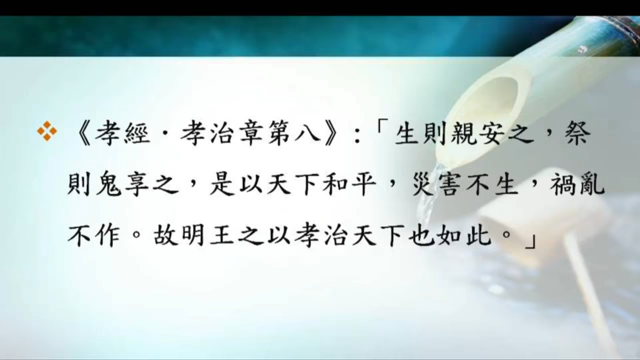 《孝經．孝治章第八》:「生則親安之，祭
則鬼享之，是以天下和平，災害不生，禍亂
不作。故明王之以孝治天下也如此。」